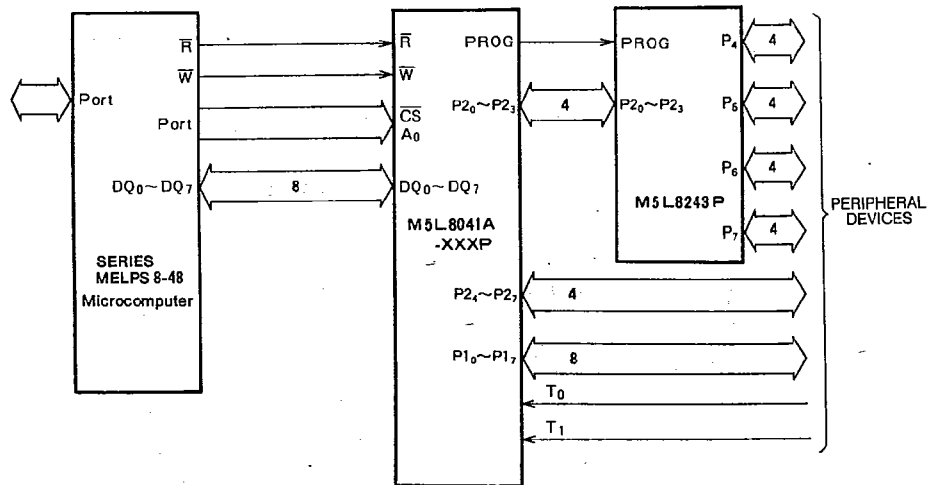 Port
R̅
W̅
Port
DQ₀~DQ₇
SERIES
MELPS 8-48
Microcomputer
8
R̅
W̅
C̅S̅
A₀
DQ₀~DQ₇
M5L8041A
-XXXP
PROG
P2₀~P2₃
P2₄~P2₇
P1₀~P1₇
4
4
8
T₀
T₁
PROG
P2₀~P2₃
M5L8243P
P₄
P₅
P₆
P₇
4
4
4
4
PERIPHERAL
DEVICES